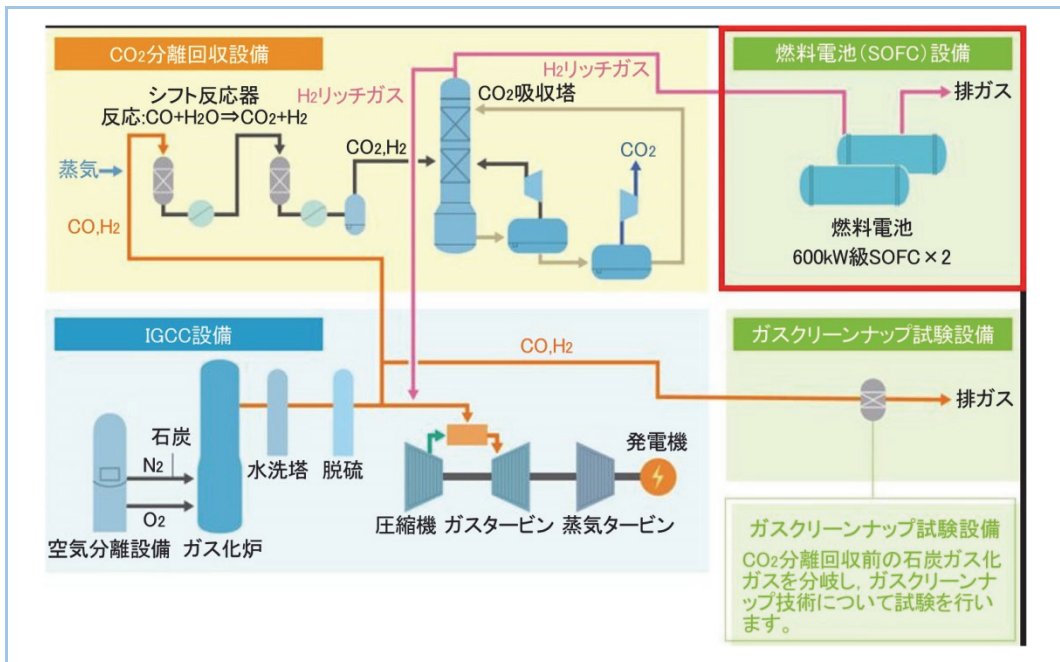 CO2分離回収設備
シフト反応器
反応:CO+H2O⇒CO2+H2
蒸気
CO,H2
CO2,H2
H2リッチガス
CO2吸収塔
CO2
H2リッチガス
燃料電池(SOFC)設備
排ガス
燃料電池
600kW級SOFC×2
IGCC設備
石炭
N2
O2
空気分離設備
ガス化炉
水洗塔
脱硫
圧縮機
ガスタービン
蒸気タービン
発電機
CO,H2
ガスクリーンナップ試験設備
排ガス
ガスクリーンナップ試験設備
CO2分離回収前の石炭ガス化
ガスを分岐し,ガスクリーンナ
ップ技術について試験を行い
ます。